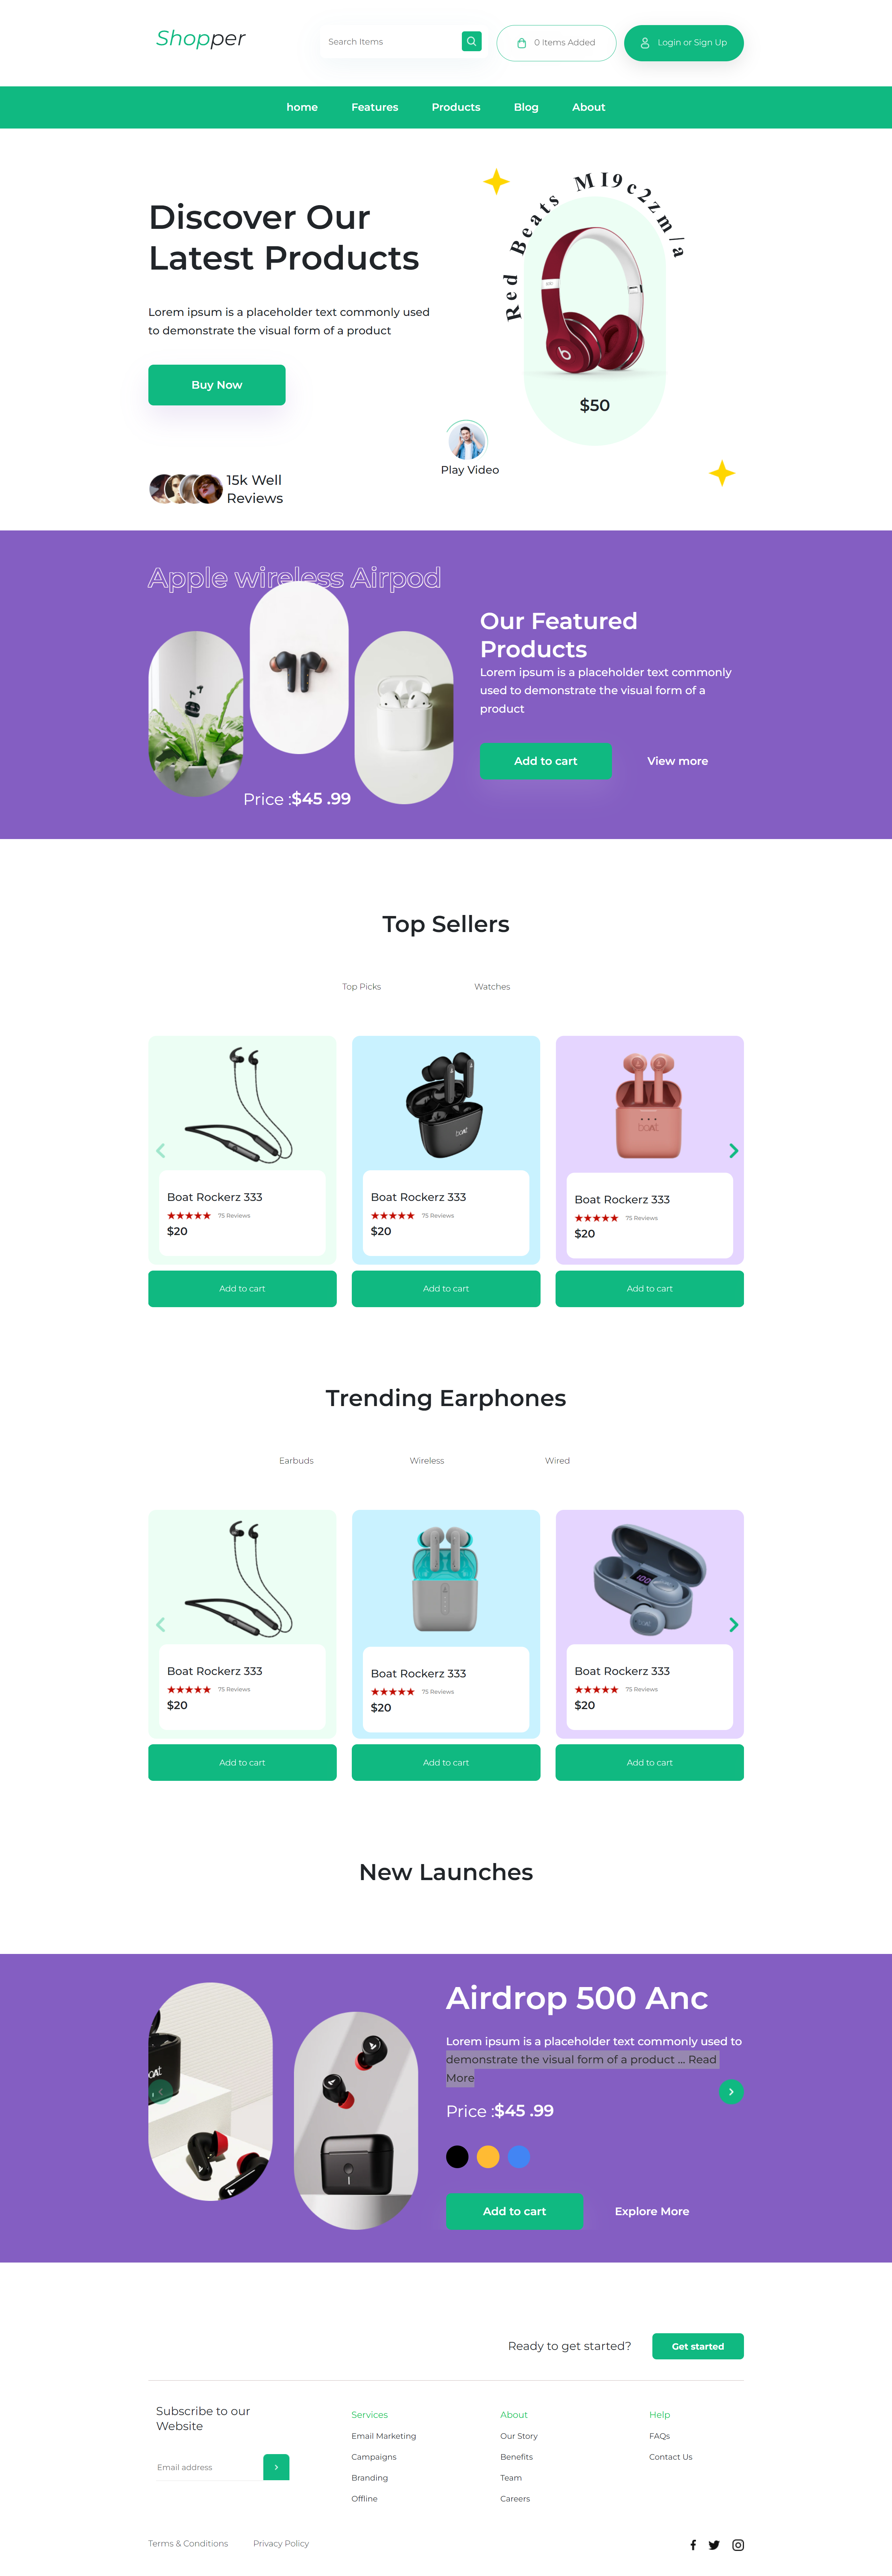 Shopper
Search Items
0 Items Added
Login or Sign Up
home
Features
Products
Blog
About
Discover Our
Latest Products
Lorem ipsum is a placeholder text commonly used
to demonstrate the visual form of a product
Buy Now
15k Well
Reviews
Red Beats MI9c2zm/a
$50
Play Video
Apple wireless Airpod
Price :$45 .99
Our Featured
Products
Lorem ipsum is a placeholder text commonly
used to demonstrate the visual form of a
product
Add to cart
View more
Top Sellers
Top Picks
Watches
boAt
boAt
Boat Rockerz 333
75 Reviews
$20
Boat Rockerz 333
75 Reviews
$20
Boat Rockerz 333
75 Reviews
$20
Add to cart
Add to cart
Add to cart
Trending Earphones
Earbuds
Wireless
Wired
100
boAt
Boat Rockerz 333
75 Reviews
$20
Boat Rockerz 333
75 Reviews
$20
Boat Rockerz 333
75 Reviews
$20
Add to cart
Add to cart
Add to cart
New Launches
Airdrop 500 Anc
Lorem ipsum is a placeholder text commonly used to
demonstrate the visual form of a product ... Read
More
Price :$45 .99
Add to cart
Explore More
Ready to get started?
Get started
Subscribe to our
Website
Email address
Services
Email Marketing
Campaigns
Branding
Offline
About
Our Story
Benefits
Team
Careers
Help
FAQs
Contact Us
Terms & Conditions
Privacy Policy